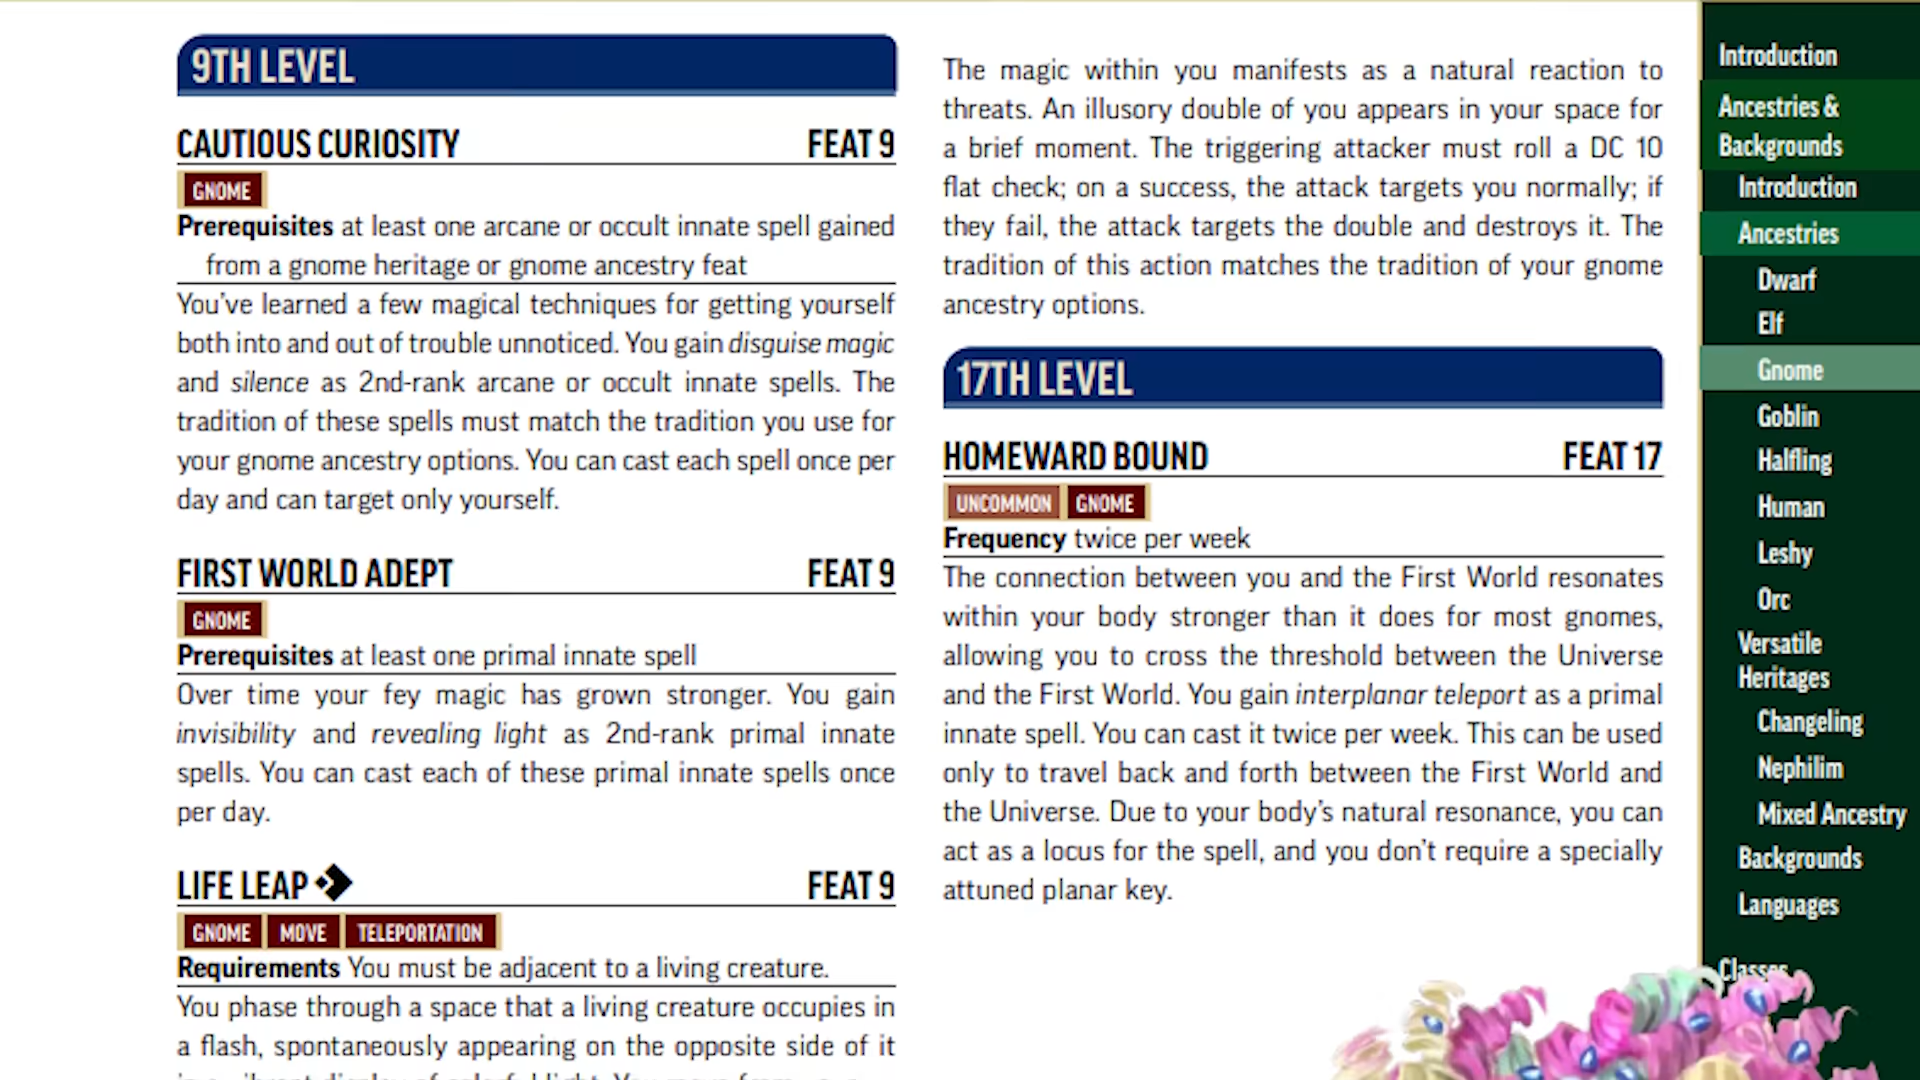 9TH LEVEL
CAUTIOUS CURIOSITY FEAT 9
GNOME
Prerequisites at least one arcane or occult innate spell gained
from a gnome heritage or gnome ancestry feat
You've learned a few magical techniques for getting yourself
both into and out of trouble unnoticed. You gain disguise magic
and silence as 2nd-rank arcane or occult innate spells. The
tradition of these spells must match the tradition you use for
your gnome ancestry options. You can cast each spell once per
day and can target only yourself.
FIRST WORLD ADEPT FEAT 9
GNOME
Prerequisites at least one primal innate spell
Over time your fey magic has grown stronger. You gain
invisibility and revealing light as 2nd-rank primal innate
spells. You can cast each of these primal innate spells once
per day.
LIFE LEAP FEAT 9
GNOME MOVE TELEPORTATION
Requirements You must be adjacent to a living creature.
You phase through a space that a living creature occupies in
a flash, spontaneously appearing on the opposite side of it
The magic within you manifests as a natural reaction to
threats. An illusory double of you appears in your space for
a brief moment. The triggering attacker must roll a DC 10
flat check; on a success, the attack targets you normally; if
they fail, the attack targets the double and destroys it. The
tradition of this action matches the tradition of your gnome
ancestry options.
17TH LEVEL
HOMEWARD BOUND FEAT 17
UNCOMMON GNOME
Frequency twice per week
The connection between you and the First World resonates
within your body stronger than it does for most gnomes,
allowing you to cross the threshold between the Universe
and the First World. You gain interplanar teleport as a primal
innate spell. You can cast it twice per week. This can be used
only to travel back and forth between the First World and
the Universe. Due to your body's natural resonance, you can
act as a locus for the spell, and you don't require a specially
attuned planar key.
Introduction
Ancestries &
Backgrounds
Introduction
Ancestries
Dwarf
Elf
Gnome
Goblin
Halfling
Human
Leshy
Orc
Versatile
Heritages
Changeling
Nephilim
Mixed Ancestry
Backgrounds
Languages
Classes